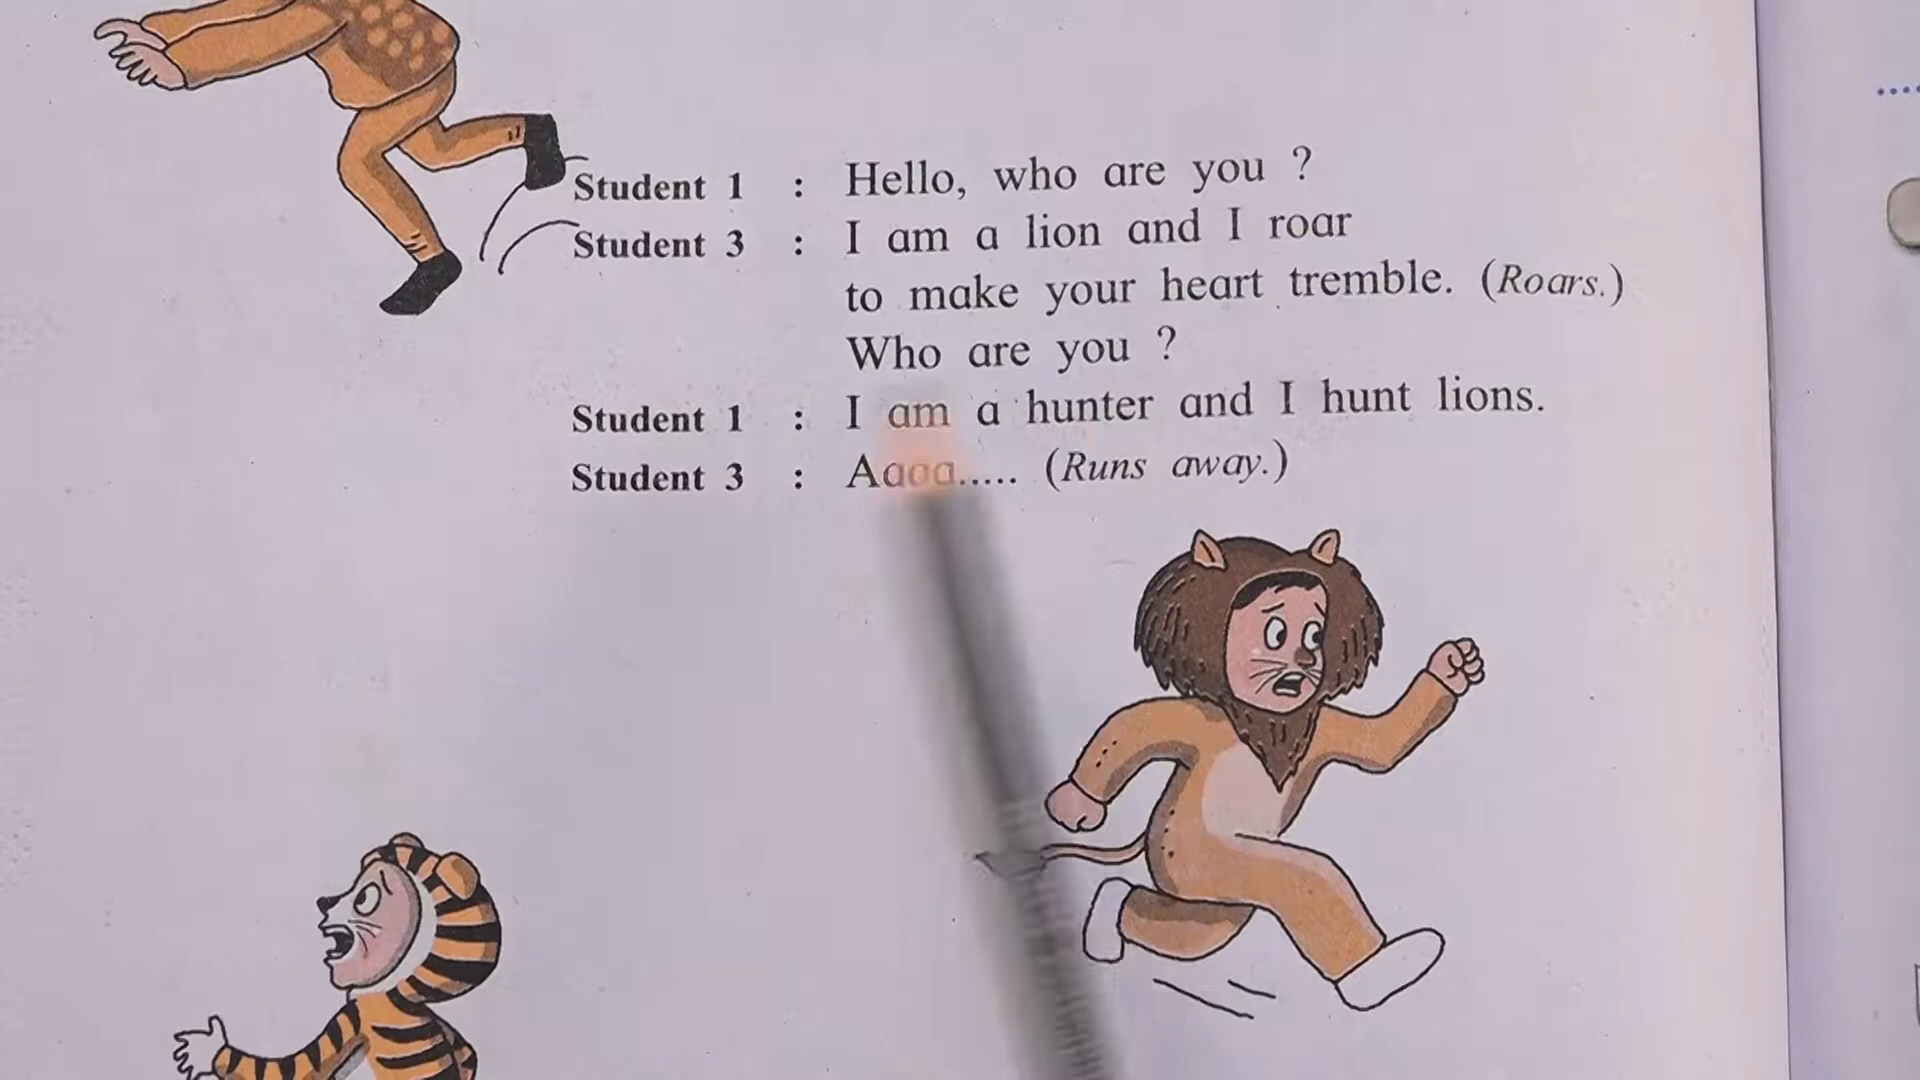 Student 1 : Hello, who are you ?
Student 3 : I am a lion and I roar
to make your heart tremble. (Roars.)
Who are you ?
Student 1 : I am a hunter and I hunt lions.
Student 3 : Aaaa..... (Runs away.)